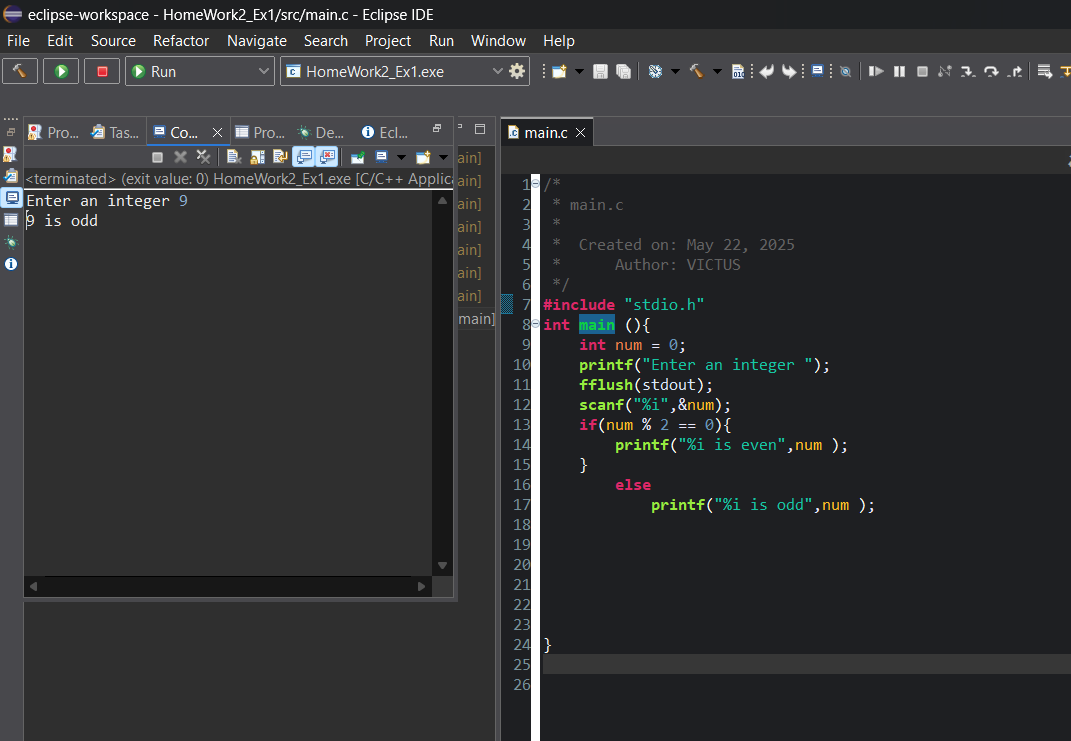 eclipse-workspace - HomeWork2_Ex1/src/main.c - Eclipse IDE
File Edit Source Refactor Navigate Search Project Run Window Help
Run HomeWork2_Ex1.exe
Pro... Tas... Co... Pro... De... Ecl...
main.c
<terminated> (exit value: 0) HomeWork2_Ex1.exe [C/C++ Applica
Enter an integer 9
9 is odd
ain]
ain]
ain]
ain]
ain]
ain]
ain]
main]
1 /*
2 * main.c
3 *
4 * Created on: May 22, 2025
5 * Author: VICTUS
6 */
7 #include "stdio.h"
8 int main (){
9 int num = 0;
10 printf("Enter an integer ");
11 fflush(stdout);
12 scanf("%i",&num);
13 if(num % 2 == 0){
14 printf("%i is even",num );
15 }
16 else
17 printf("%i is odd",num );
18
19
20
21
22
23
24 }
25
26